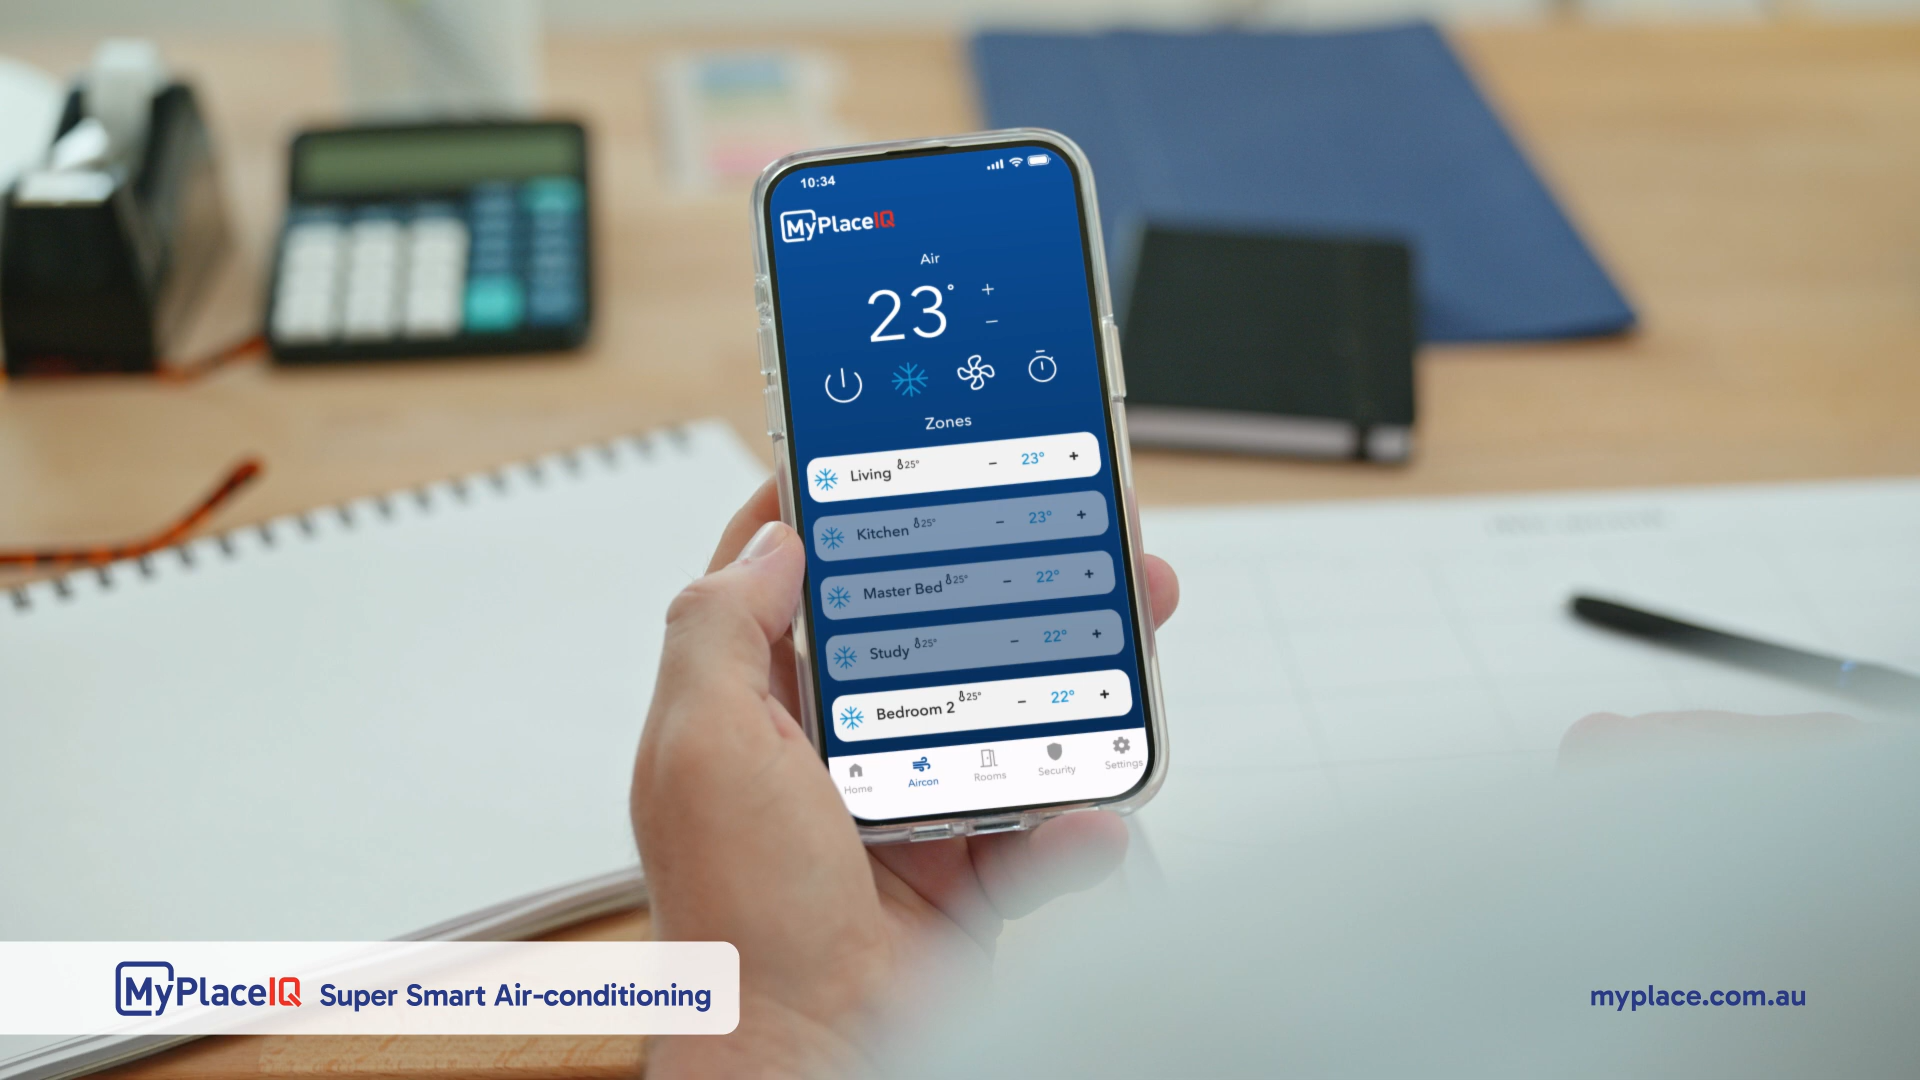 10:34
MyPlaceIQ
Air
23°
+
−
Zones
Living 25° − 23° +
Kitchen 25° − 23° +
Master Bed 25° − 22° +
Study 25° − 22° +
Bedroom 2 25° − 22° +
Home Aircon Rooms Security Settings
MyPlaceIQ Super Smart Air-conditioning
myplace.com.au